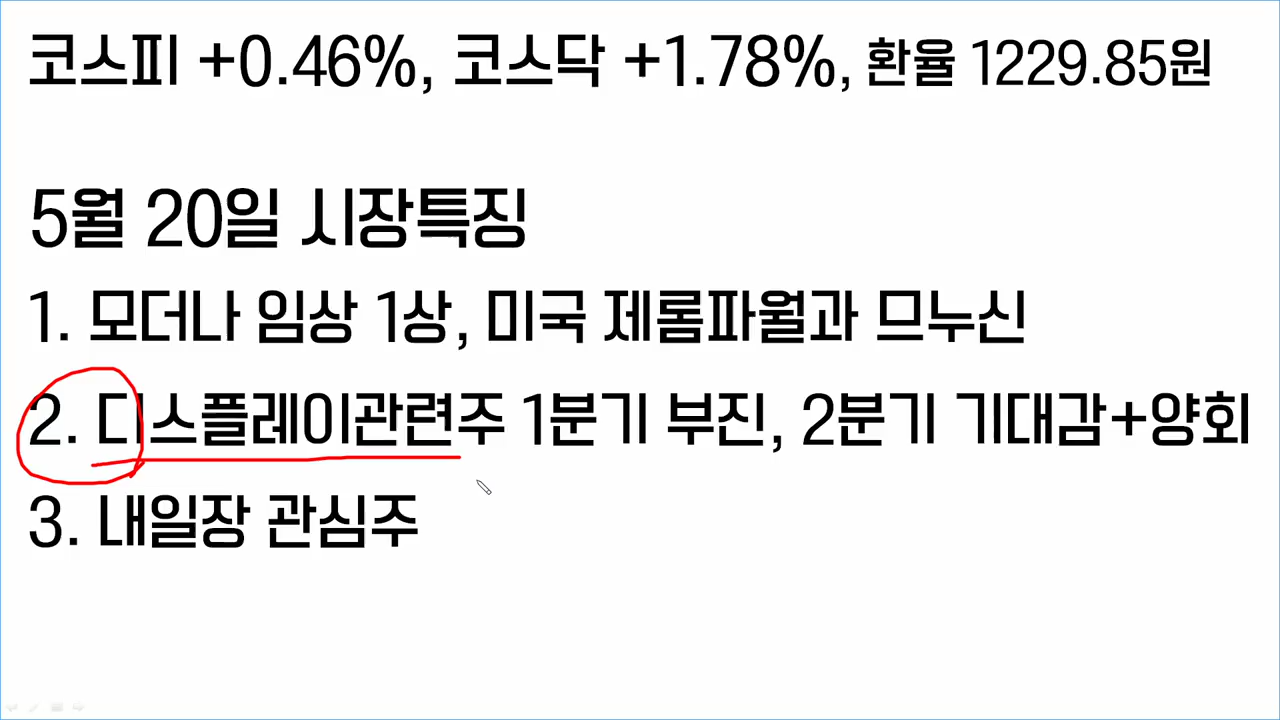 코스피 +0.46%, 코스닥 +1.78%, 환율 1229.85원
5월 20일 시장특징
1. 모더나 임상 1상, 미국 제롬파월과 므누신
2. 디스플레이관련주 1분기 부진, 2분기 기대감+양회
3. 내일장 관심주